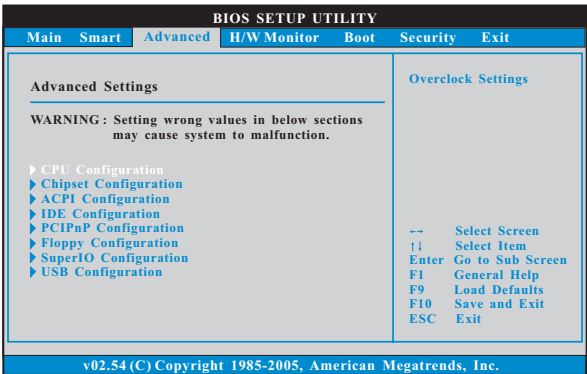 BIOS SETUP UTILITY
Main Smart Advanced H/W Monitor Boot Security Exit
Advanced Settings
WARNING : Setting wrong values in below sections
may cause system to malfunction.
CPU Configuration
Chipset Configuration
ACPI Configuration
IDE Configuration
PCIPnP Configuration
Floppy Configuration
SuperIO Configuration
USB Configuration
Overclock Settings
←→ Select Screen
↑↓ Select Item
Enter Go to Sub Screen
F1 General Help
F9 Load Defaults
F10 Save and Exit
ESC Exit
v02.54 (C) Copyright 1985-2005, American Megatrends, Inc.